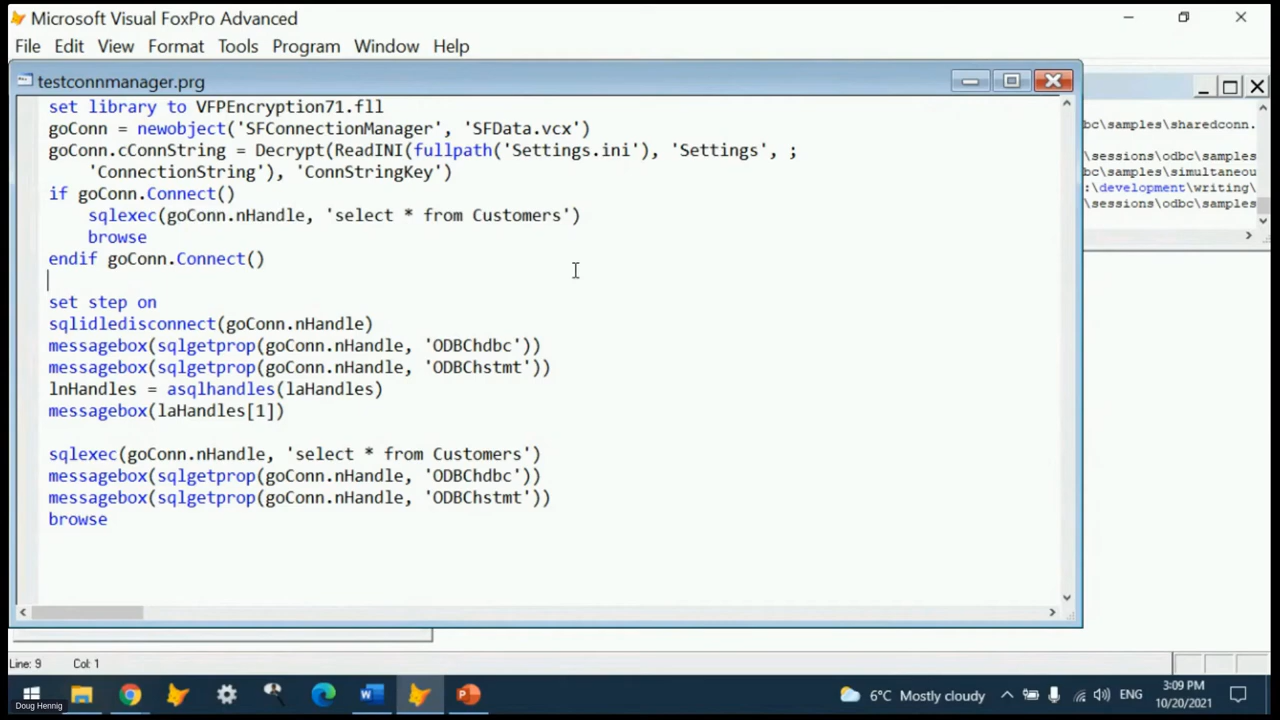 Microsoft Visual FoxPro Advanced
File Edit View Format Tools Program Window Help
testconnmanager.prg
set library to VFPEncryption71.fll
goConn = newobject('SFConnectionManager', 'SFData.vcx')
goConn.cConnString = Decrypt(ReadINI(fullpath('Settings.ini'), 'Settings', ;
'ConnectionString'), 'ConnStringKey')
if goConn.Connect()
sqlexec(goConn.nHandle, 'select * from Customers')
browse
endif goConn.Connect()
set step on
sqlidledisconnect(goConn.nHandle)
messagebox(sqlgetprop(goConn.nHandle, 'ODBChdbc'))
messagebox(sqlgetprop(goConn.nHandle, 'ODBChstmt'))
lnHandles = asqlhandles(laHandles)
messagebox(laHandles[1])
sqlexec(goConn.nHandle, 'select * from Customers')
messagebox(sqlgetprop(goConn.nHandle, 'ODBChdbc'))
messagebox(sqlgetprop(goConn.nHandle, 'ODBChstmt'))
browse
bc\samples\sharedconn.
\sessions\odbc\samples
bc\samples\simultaneou
:\development\writing\
\sessions\odbc\samples
Line: 9 Col: 1
Doug Hennig
6°C Mostly cloudy
ENG
3:09 PM
10/20/2021